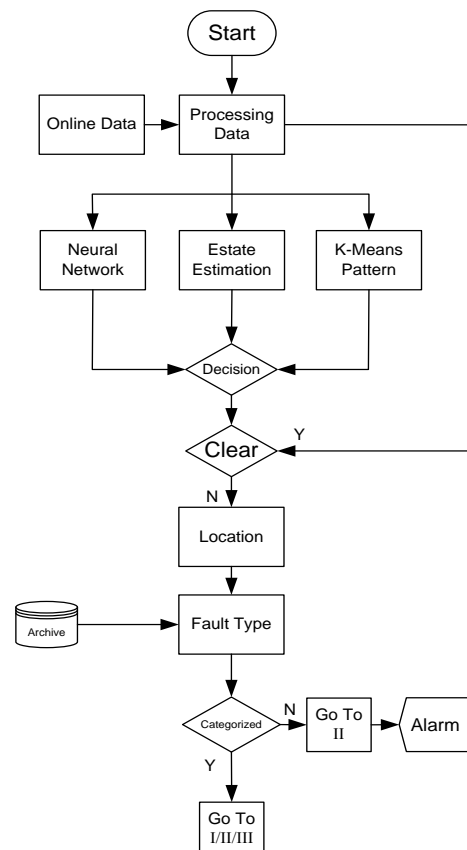 Start
Online Data
Processing
Data
Neural
Network
Estate
Estimation
K-Means
Pattern
Decision
Clear
Y
N
Location
Archive
Fault Type
Categorized
N
Go To
II
Alarm
Y
Go To
I/II/III